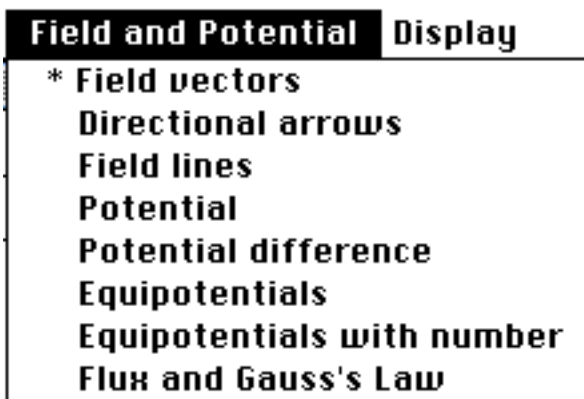 Field and Potential Display
* Field vectors
Directional arrows
Field lines
Potential
Potential difference
Equipotentials
Equipotentials with number
Flux and Gauss's Law